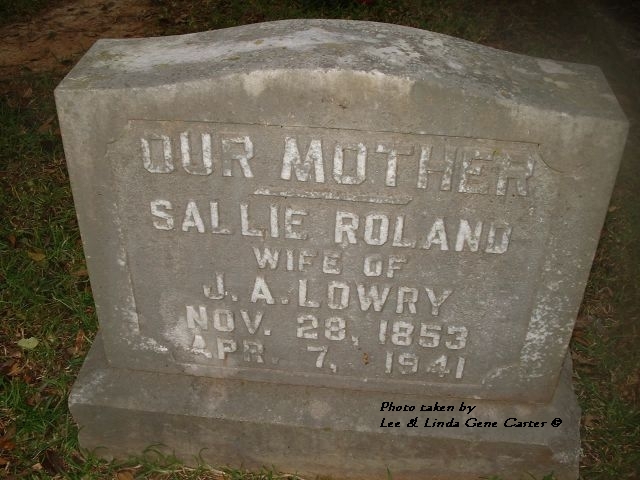 OUR MOTHER
SALLIE ROLAND
WIFE OF
J. A. LOWRY
NOV. 28, 1853
APR. 7, 1941
Photo taken by
Lee & Linda Gene Carter ©